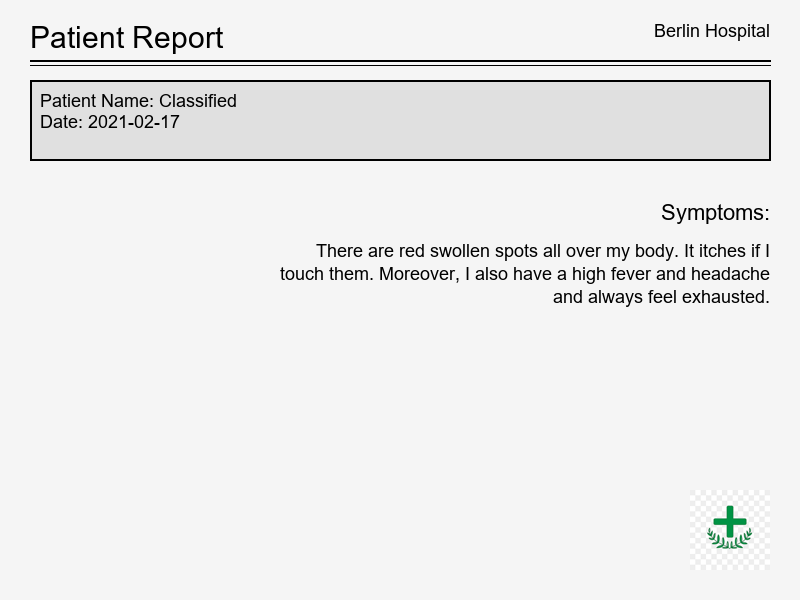 Patient Report
Berlin Hospital
Patient Name: Classified
Date: 2021-02-17
Symptoms:
There are red swollen spots all over my body. It itches if I
touch them. Moreover, I also have a high fever and headache
and always feel exhausted.